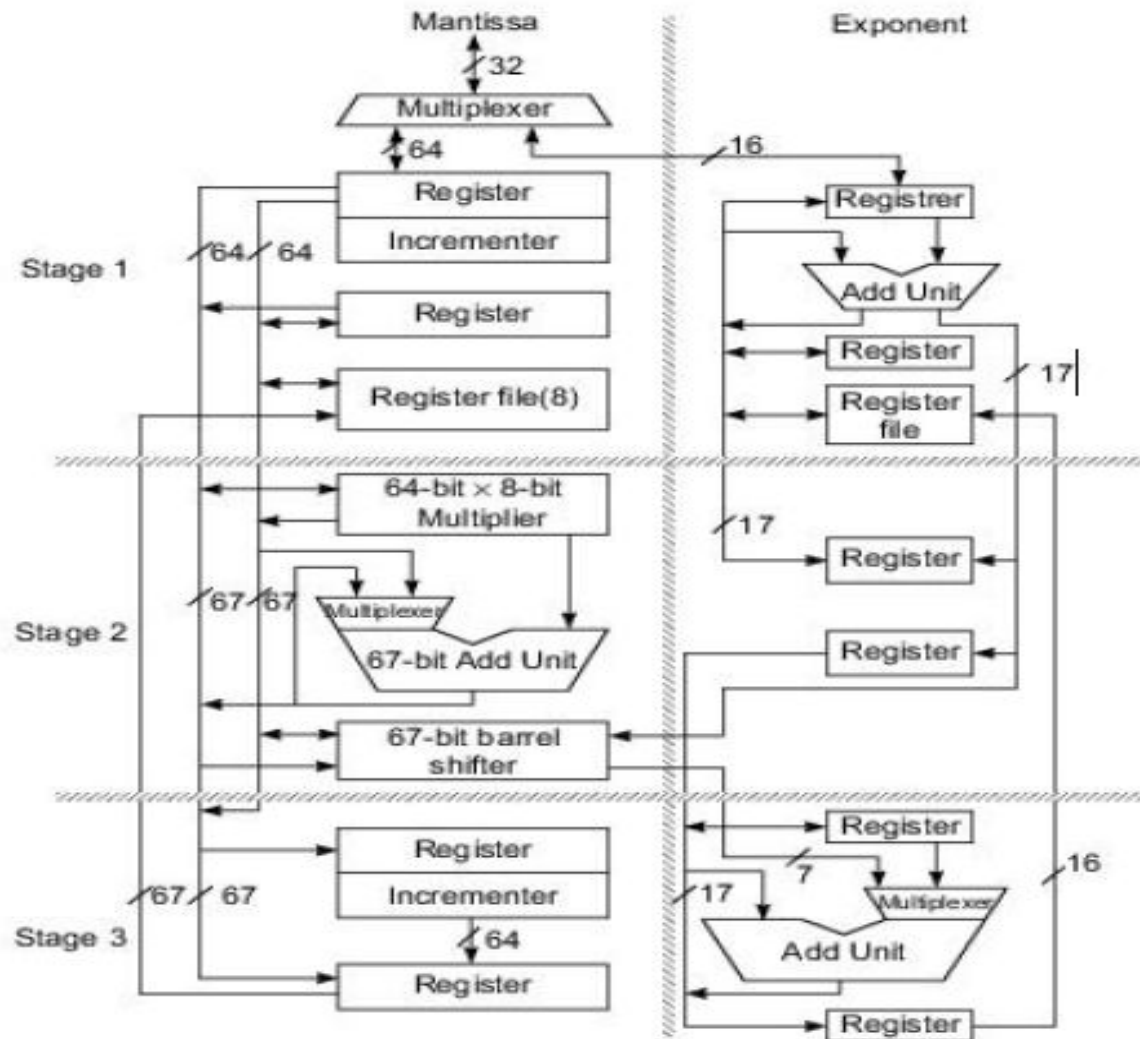 Mantissa
Exponent
32
Multiplexer
64
16
Register
Registrer
Incrementer
64
64
Stage 1
Add Unit
Register
Register
17
Register file(8)
Register
file
64-bit × 8-bit
Multiplier
17
Register
67
67
Multiplexer
Stage 2
67-bit Add Unit
Register
67-bit barrel
shifter
Register
Register
7
16
67
67
Incrementer
17
Multiplexer
Stage 3
64
Add Unit
Register
Register